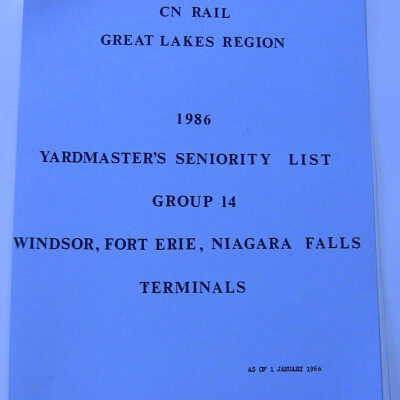 CN RAIL
GREAT LAKES REGION
1986
YARDMASTER'S SENIORITY LIST
GROUP 14
WINDSOR, FORT ERIE, NIAGARA FALLS
TERMINALS
AS OF 1 JANUARY 1986